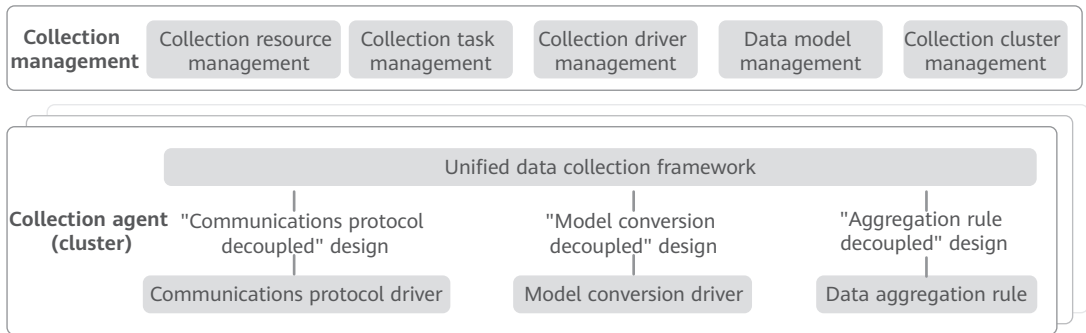 Collection
management
Collection resource
management
Collection task
management
Collection driver
management
Data model
management
Collection cluster
management
Unified data collection framework
Collection agent
(cluster)
"Communications protocol
decoupled" design
"Model conversion
decoupled" design
"Aggregation rule
decoupled" design
Communications protocol driver
Model conversion driver
Data aggregation rule